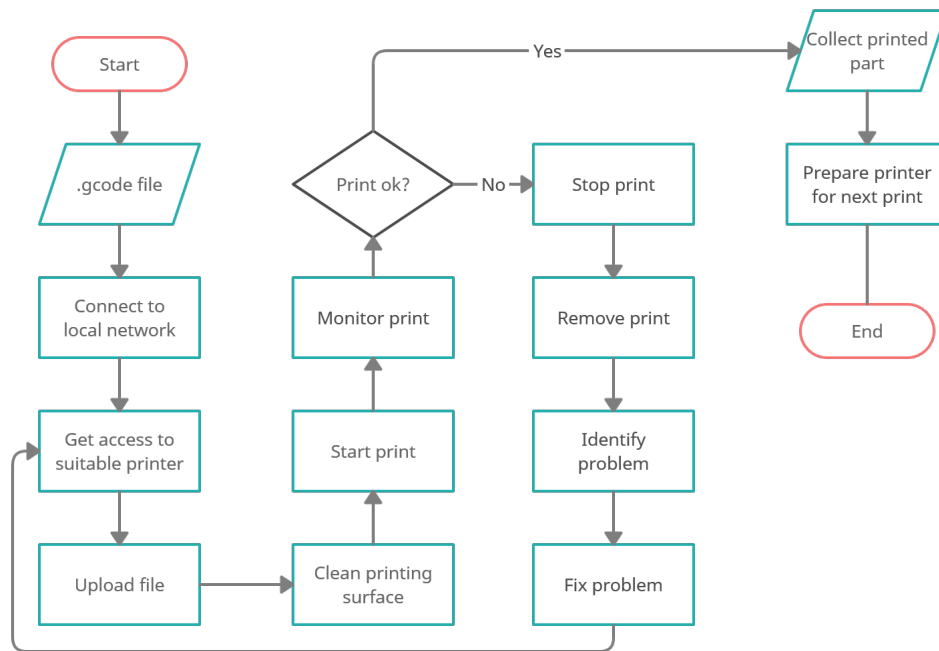 Start
.gcode file
Connect to
local network
Get access to
suitable printer
Upload file
Clean printing
surface
Start print
Monitor print
Print ok?
No
Stop print
Remove print
Identify
problem
Fix problem
Yes
Collect printed
part
Prepare printer
for next print
End